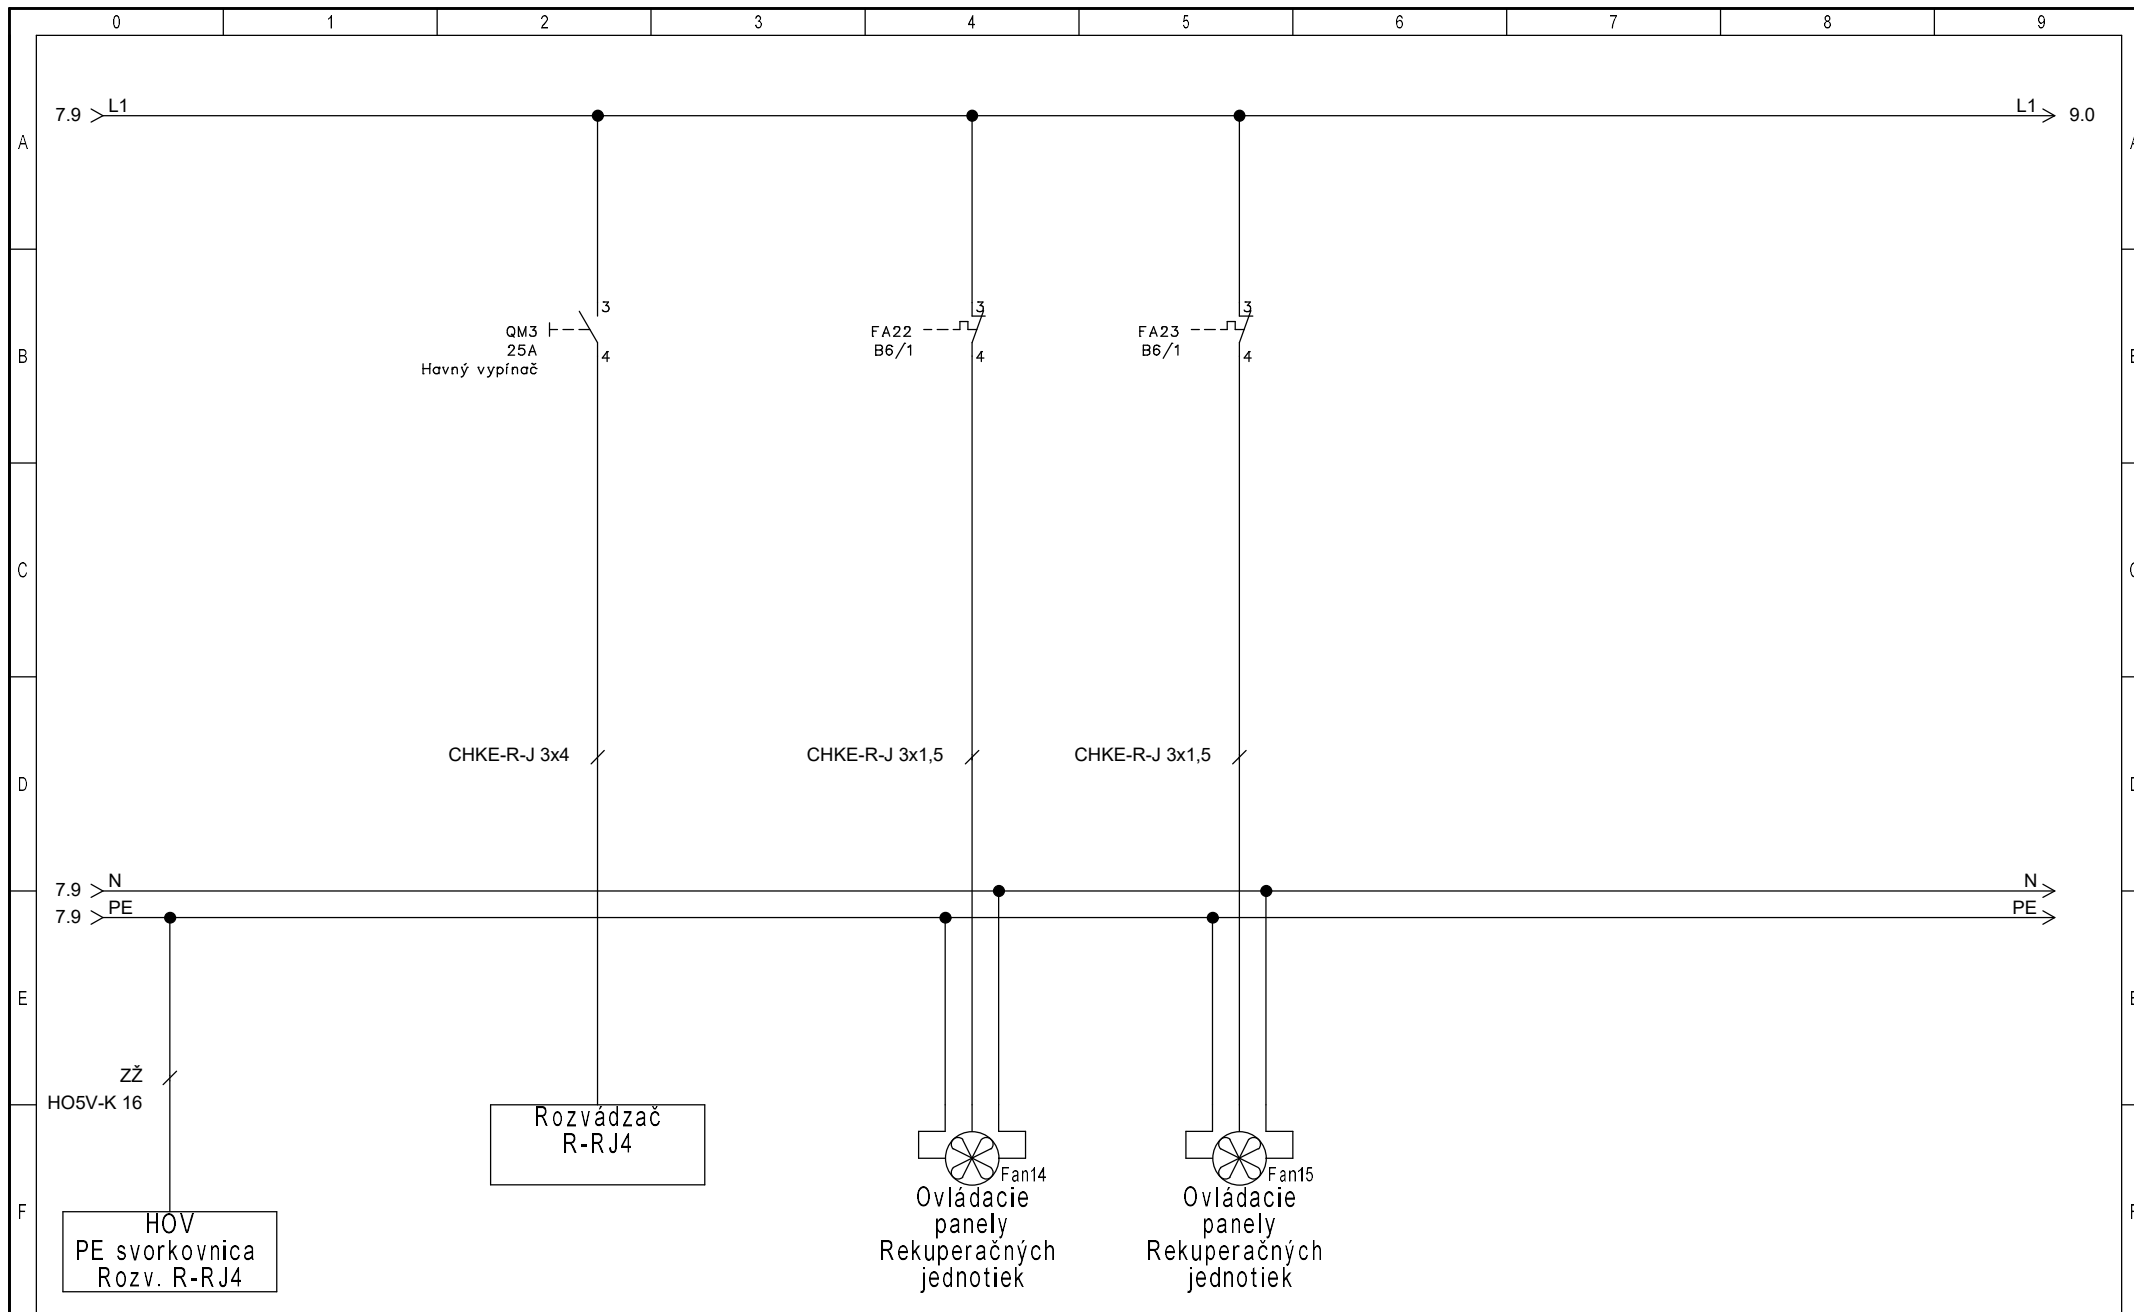 0 1 2 3 4 5 6 7 8 9
7.9 L1 L1 9.0
A A
3 3 3
QM3 FA22 FA23
25A B6/1 B6/1
B 4 4 4 B
Havný vypínač
C C
CHKE-R-J 3x4 CHKE-R-J 3x1,5 CHKE-R-J 3x1,5
D D
7.9 N N
7.9 PE PE
E E
ZŽ
HO5V-K 16
Rozvádzač
R-RJ4
Fan14 Fan15
F F
HOV
PE svorkovnica
Rozv. R-RJ4
Ovládacie
panely
Rekuperačných
jednotiek
Ovládacie
panely
Rekuperačných
jednotiek